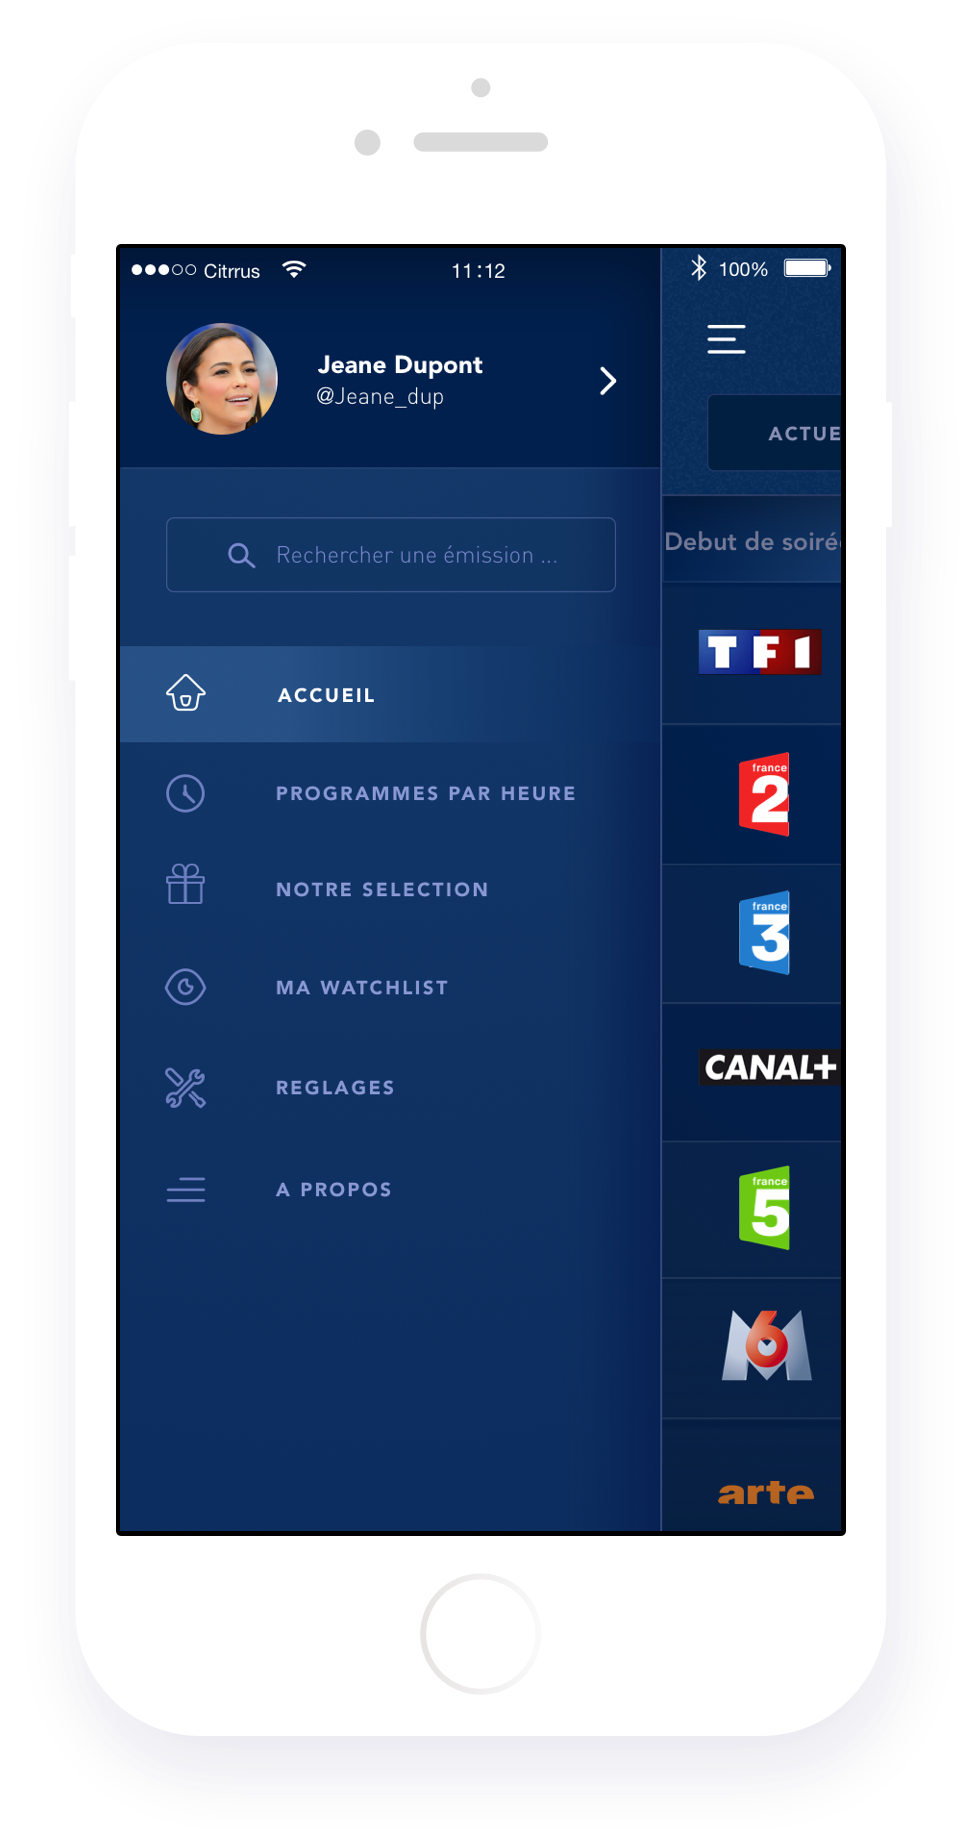 Citrrus
11:12
100%
Jeane Dupont
@Jeane_dup
Rechercher une émission ...
ACCUEIL
PROGRAMMES PAR HEURE
NOTRE SELECTION
MA WATCHLIST
REGLAGES
A PROPOS
ACTUE
Debut de soiré
TF1
france
2
france
3
CANAL+
france
5
M6
arte